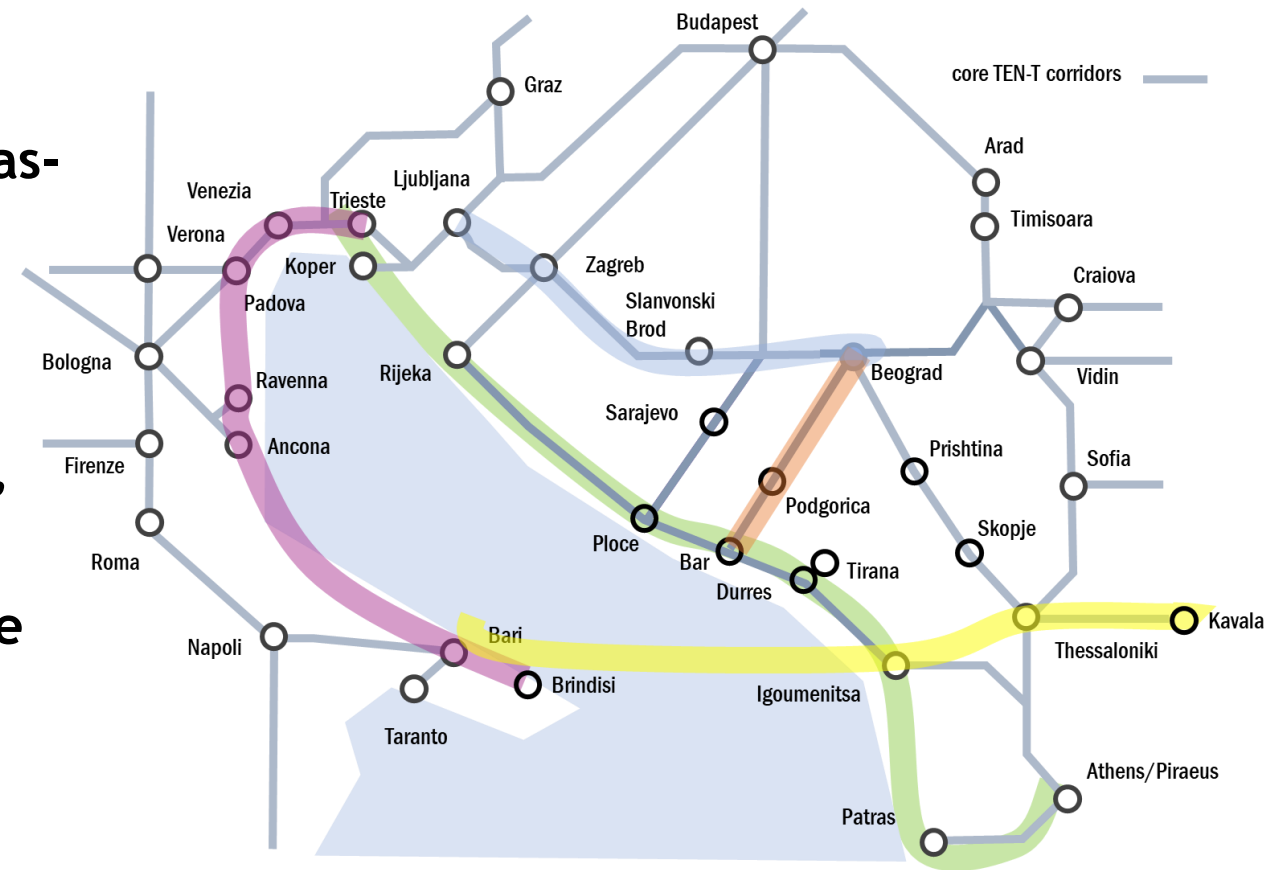 Budapest
core TEN-T corridors
Graz
as-
Arad
Ljubljana
Venezia
Trieste
Timisoara
Verona
Koper
Zagreb
Craiova
Padova
Slanvonski
Brod
Bologna
Rijeka
Beograd
Vidin
Ravenna
Sarajevo
Ancona
Prishtina
Firenze
Sofia
,
Podgorica
Skopje
Ploce
Roma
Bar
Tirana
Durres
e
Bari
Kavala
Napoli
Thessaloniki
Brindisi
Igoumenitsa
Taranto
Athens/Piraeus
Patras